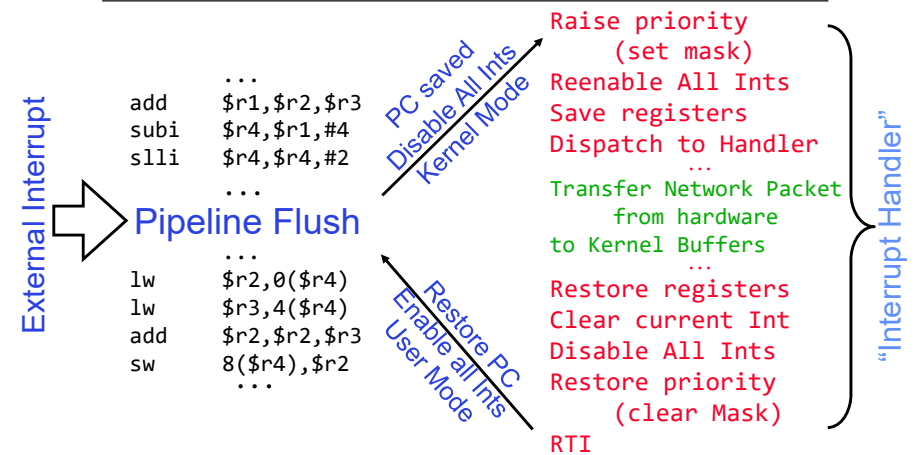 External Interrupt
...
add $r1,$r2,$r3
subi $r4,$r1,#4
slli $r4,$r4,#2
...
Pipeline Flush
...
lw $r2,0($r4)
lw $r3,4($r4)
add $r2,$r2,$r3
sw 8($r4),$r2
...
PC saved
Disable All Ints
Kernel Mode
Restore PC
Enable all Ints
User Mode
Raise priority
(set mask)
Reenable All Ints
Save registers
Dispatch to Handler
...
Transfer Network Packet
from hardware
to Kernel Buffers
...
Restore registers
Clear current Int
Disable All Ints
Restore priority
(clear Mask)
RTI
“Interrupt Handler”